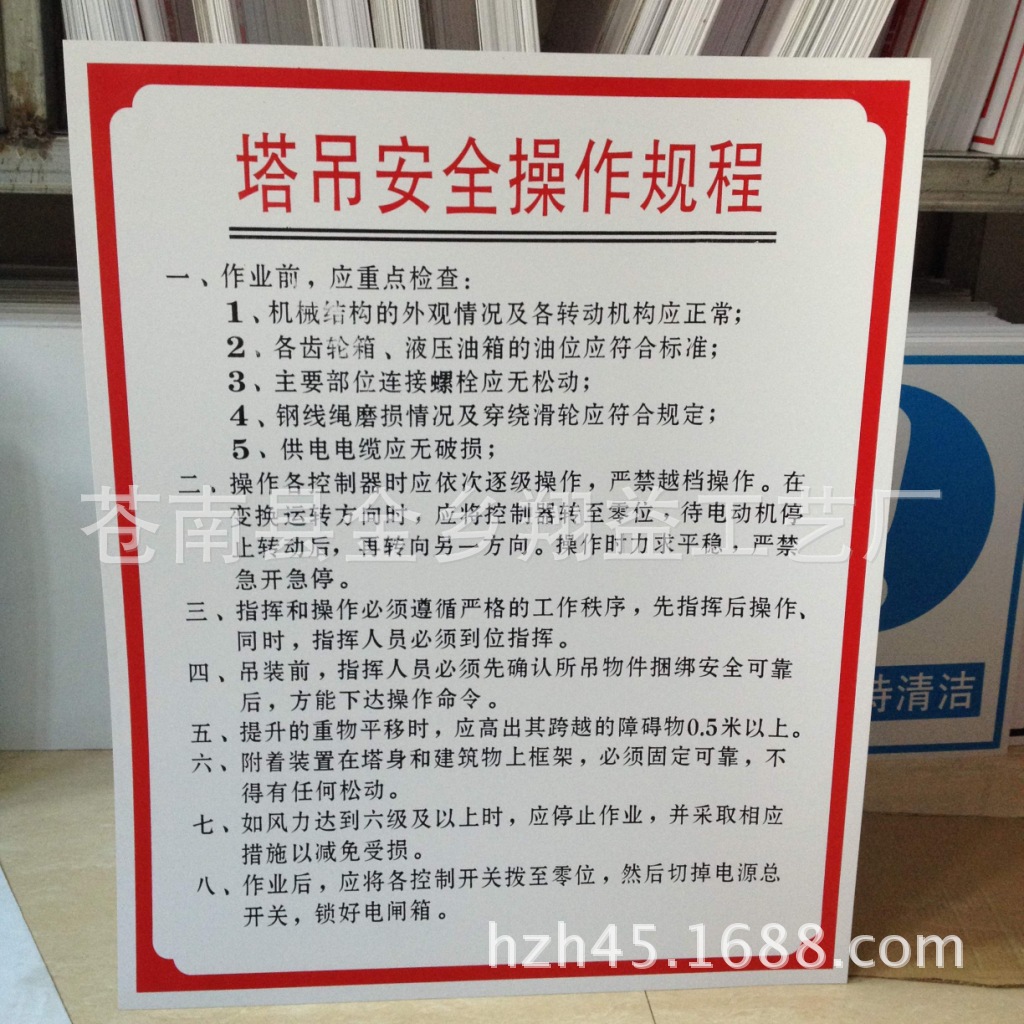 塔吊安全操作规程
一、作业前，应重点检查：
1、机械结构的外观情况及各转动机构应正常；
2、各齿轮箱、液压油箱的油位应符合标准；
3、主要部位连接螺栓应无松动；
4、钢线绳磨损情况及穿绕滑轮应符合规定；
5、供电电缆应无破损；
二、操作各控制器时应依次逐级操作，严禁越档操作。在
变换运转方向时，应将控制器转至零位，待电动机停
止转动后，再转向另一方向。操作时力求平稳，严禁
急开急停。
三、指挥和操作必须遵循严格的工作秩序，先指挥后操作、
同时，指挥人员必须到位指挥。
四、吊装前，指挥人员必须先确认所吊物件捆绑安全可靠
后，方能下达操作命令。
五、提升的重物平移时，应高出其跨越的障碍物0.5米以上。
六、附着装置在塔身和建筑物上框架，必须固定可靠，不
得有任何松动。
七、如风力达到六级及以上时，应停止作业，并采取相应
措施以减免受损。
八、作业后，应将各控制开关拨至零位，然后切掉电源总
开关，锁好电闸箱。
持清洁
苍南县金乡翔益工艺厂
hzh45.1688.com